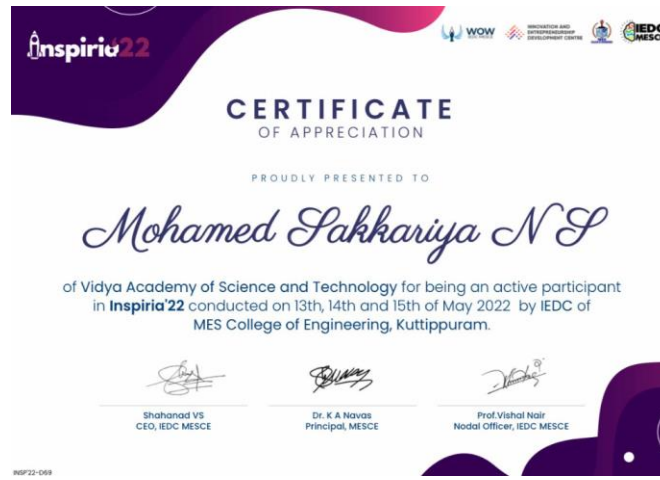 Inspiria'22
WOW
INNOVATION AND
ENTREPRENEURSHIP
DEVELOPMENT CENTRE
IEDC
MESCE
CERTIFICATE
OF APPRECIATION
PROUDLY PRESENTED TO
Mohamed Sakkariya N S
of Vidya Academy of Science and Technology for being an active participant
in Inspiria'22 conducted on 13th, 14th and 15th of May 2022 by IEDC of
MES College of Engineering, Kuttippuram.
Shahanad VS
CEO, IEDC MESCE
Dr. K A Navas
Principal, MESCE
Prof.Vishal Nair
Nodal Officer, IEDC MESCE
INSP'22-D69